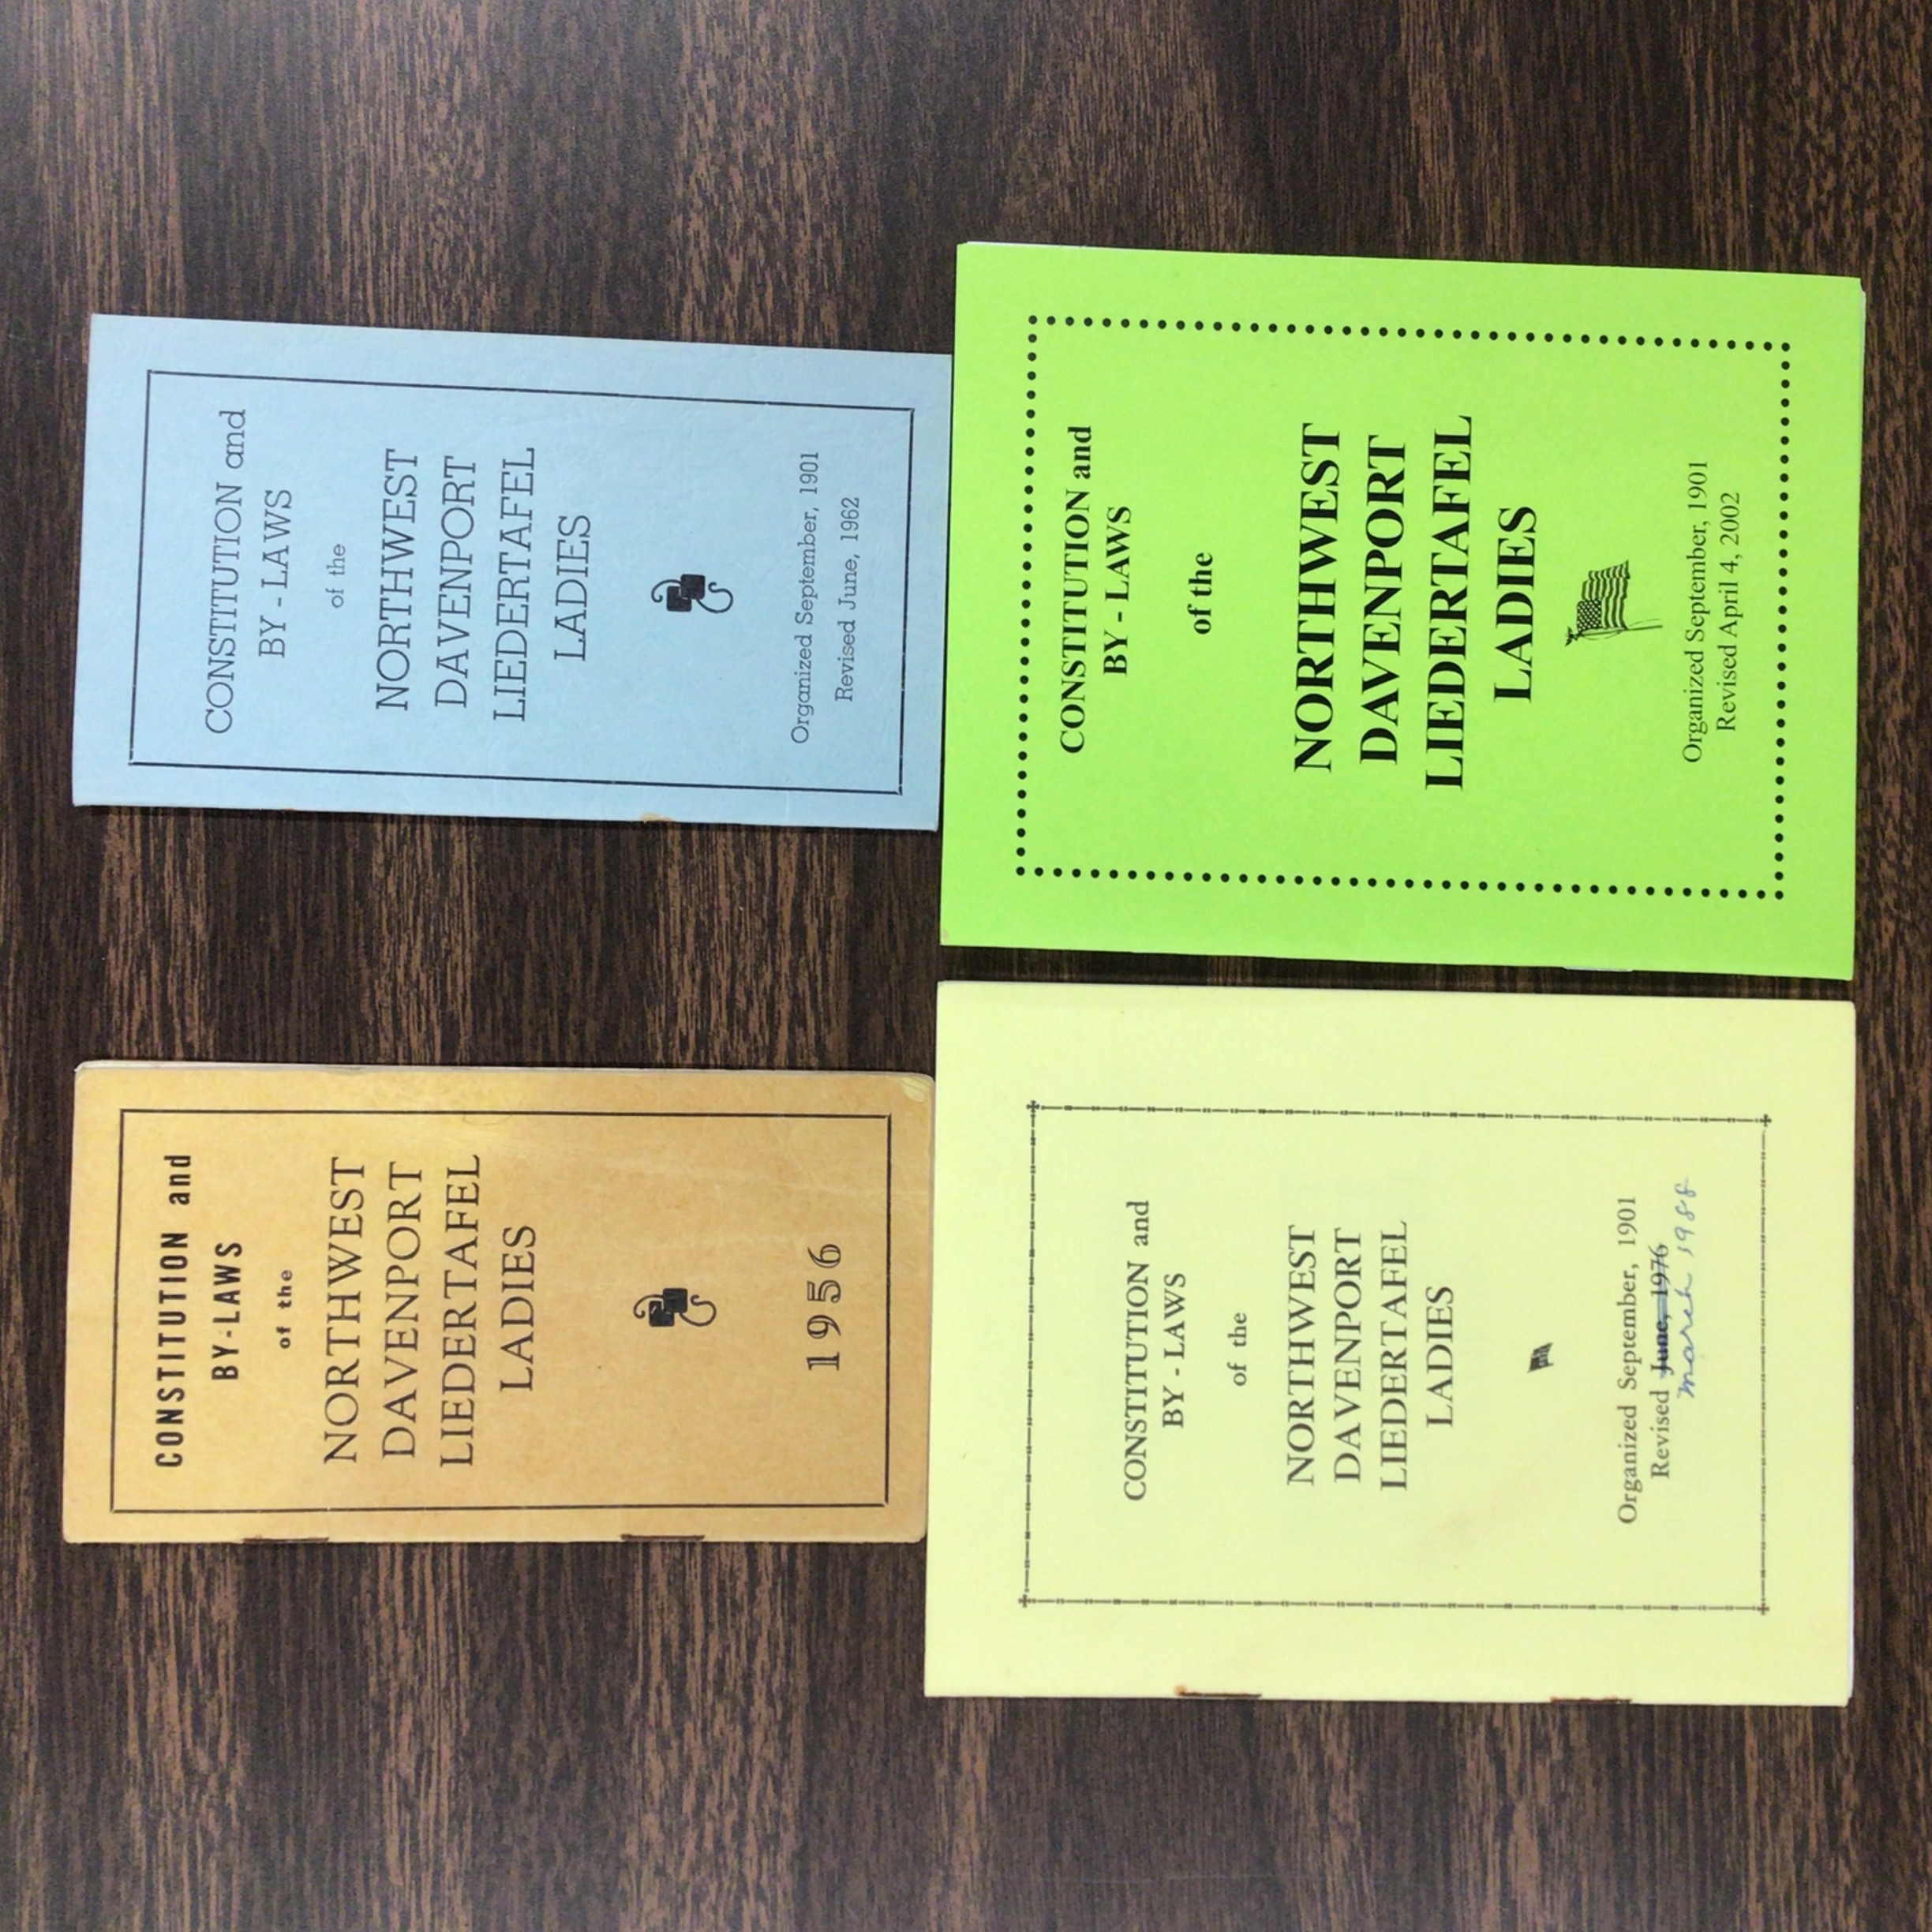 CONSTITUTION and
BY-LAWS
of the
NORTHWEST
DAVENPORT
LIEDERTAFEL
LADIES
1956
CONSTITUTION and
BY - LAWS
of the
NORTHWEST
DAVENPORT
LIEDERTAFEL
LADIES
Organized September, 1901
Revised June, 1962
CONSTITUTION and
BY - LAWS
of the
NORTHWEST
DAVENPORT
LIEDERTAFEL
LADIES
Organized September, 1901
Revised June, 1976
march 1988
CONSTITUTION and
BY - LAWS
of the
NORTHWEST
DAVENPORT
LIEDERTAFEL
LADIES
Organized September, 1901
Revised April 4, 2002